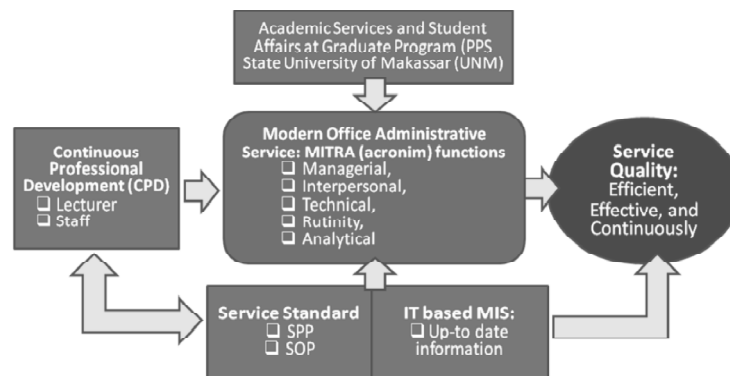 Academic Services and Student
Affairs at Graduate Program (PPS
State University of Makassar (UNM)
Continuous
Professional
Development (CPD)
❑ Lecturer
❑ Staff
Modern Office Administrative
Service: MITRA (acronim) functions
❑ Managerial,
❑ Interpersonal,
❑ Technical,
❑ Rutinity,
❑ Analytical
Service
Quality:
Efficient,
Effective, and
Continuously
Service Standard
❑ SPP
❑ SOP
IT based MIS:
❑ Up-to date
information